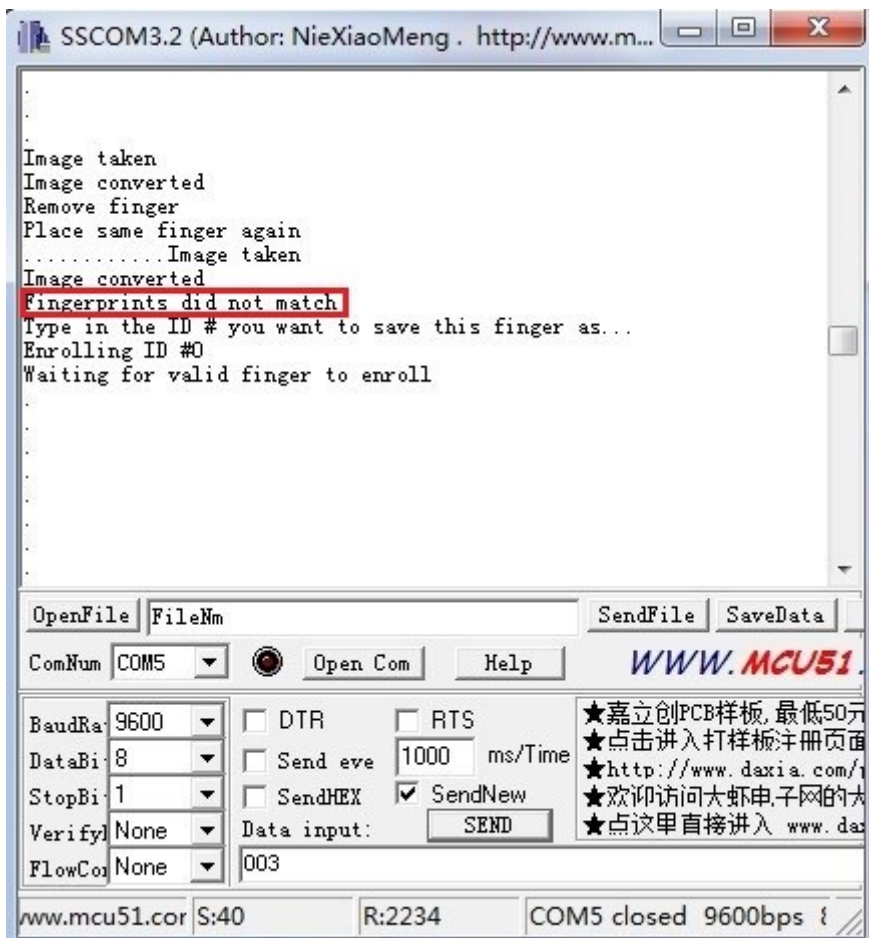 SSCOM3.2 (Author: NieXiaoMeng . http://www.m...
.
.
.
Image taken
Image converted
Remove finger
Place same finger again
............Image taken
Image converted
Fingerprints did not match
Type in the ID # you want to save this finger as...
Enrolling ID #0
Waiting for valid finger to enroll
.
.
.
.
.
.
.
.
OpenFile FileNm SendFile SaveData
ComNum COM5 Open Com Help WWW.MCU51.
BaudRa 9600 DTR RTS ★嘉立创PCB样板,最低50元
DataBi 8 Send eve 1000 ms/Time ★点击进入打样板注册页面
★http://www.daxia.com/
StopBi 1 SendHEX SendNew ★欢迎访问大虾电子网的大
Verify None Data input: SEND ★点这里直接进入 www.da
FlowCo None 003
www.mcu51.cor S:40 R:2234 COM5 closed 9600bps